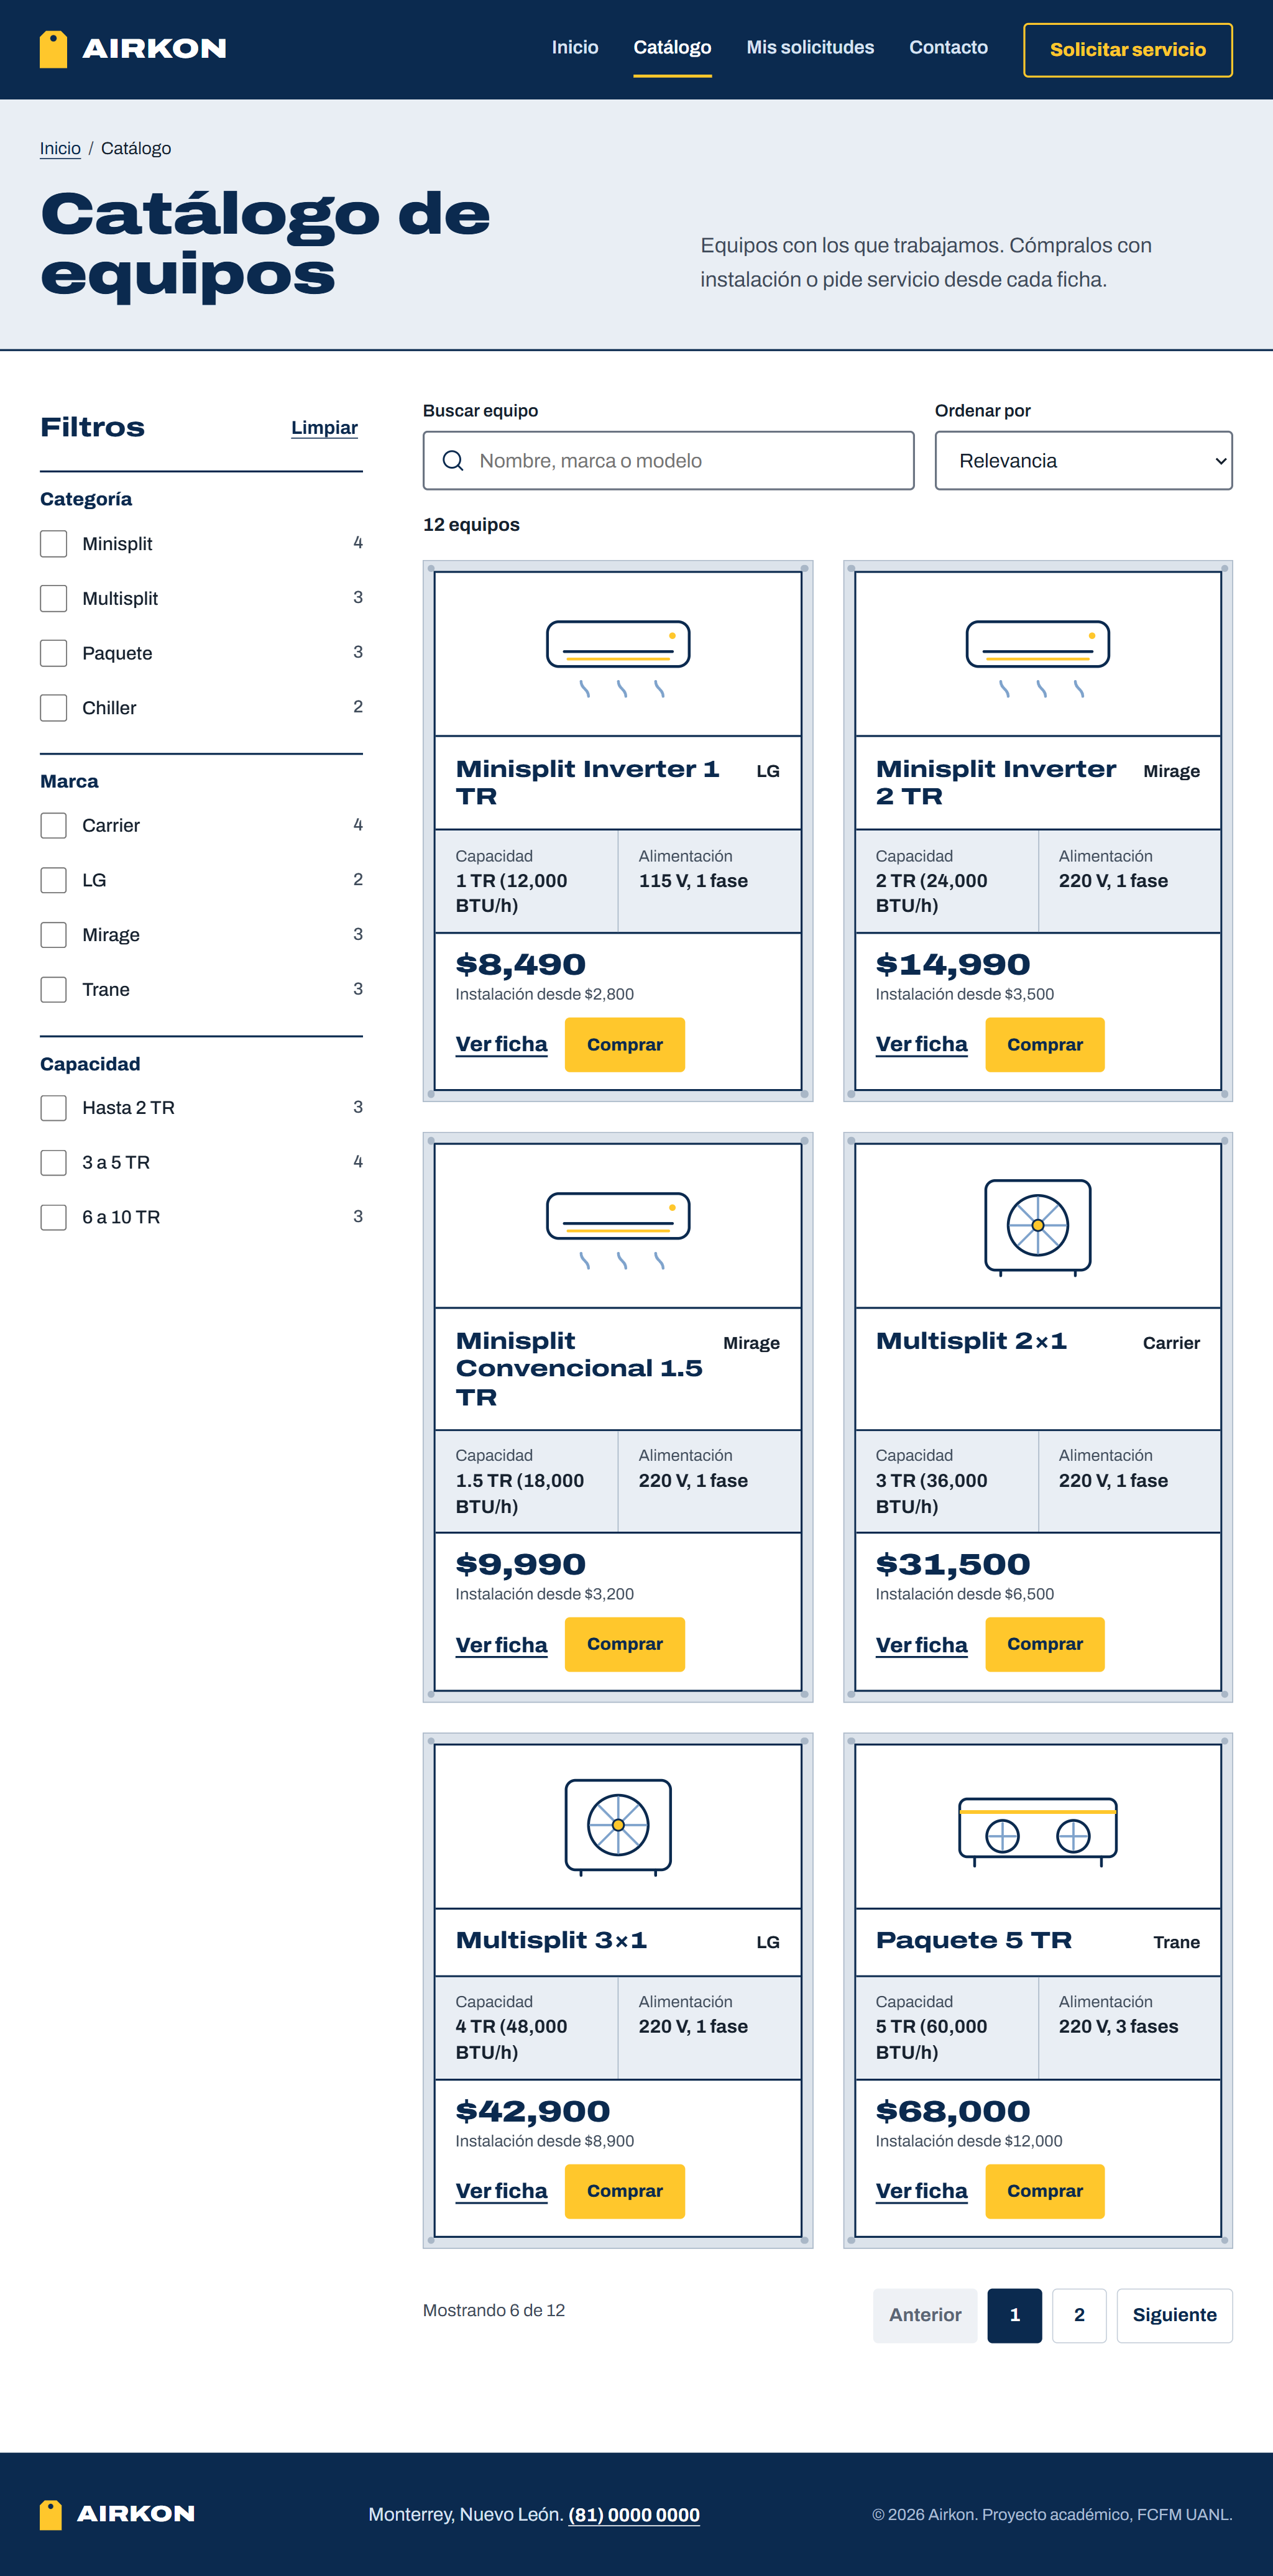 AIRKON
Inicio
Catálogo
Mis solicitudes
Contacto
Solicitar servicio
Inicio / Catálogo
Catálogo de
equipos
Equipos con los que trabajamos. Cómpralos con
instalación o pide servicio desde cada ficha.
Filtros
Limpiar
Categoría
Minisplit 4
Multisplit 3
Paquete 3
Chiller 2
Marca
Carrier 4
LG 2
Mirage 3
Trane 3
Capacidad
Hasta 2 TR 3
3 a 5 TR 4
6 a 10 TR 3
Buscar equipo
Nombre, marca o modelo
Ordenar por
Relevancia
12 equipos
Minisplit Inverter 1
TR
LG
Capacidad
1 TR (12,000
BTU/h)
Alimentación
115 V, 1 fase
$8,490
Instalación desde $2,800
Ver ficha
Comprar
Minisplit Inverter
2 TR
Mirage
Capacidad
2 TR (24,000
BTU/h)
Alimentación
220 V, 1 fase
$14,990
Instalación desde $3,500
Ver ficha
Comprar
Minisplit
Convencional 1.5
TR
Mirage
Capacidad
1.5 TR (18,000
BTU/h)
Alimentación
220 V, 1 fase
$9,990
Instalación desde $3,200
Ver ficha
Comprar
Multisplit 2×1
Carrier
Capacidad
3 TR (36,000
BTU/h)
Alimentación
220 V, 1 fase
$31,500
Instalación desde $6,500
Ver ficha
Comprar
Multisplit 3×1
LG
Capacidad
4 TR (48,000
BTU/h)
Alimentación
220 V, 1 fase
$42,900
Instalación desde $8,900
Ver ficha
Comprar
Paquete 5 TR
Trane
Capacidad
5 TR (60,000
BTU/h)
Alimentación
220 V, 3 fases
$68,000
Instalación desde $12,000
Ver ficha
Comprar
Mostrando 6 de 12
Anterior
1
2
Siguiente
AIRKON
Monterrey, Nuevo León. (81) 0000 0000
© 2026 Airkon. Proyecto académico, FCFM UANL.